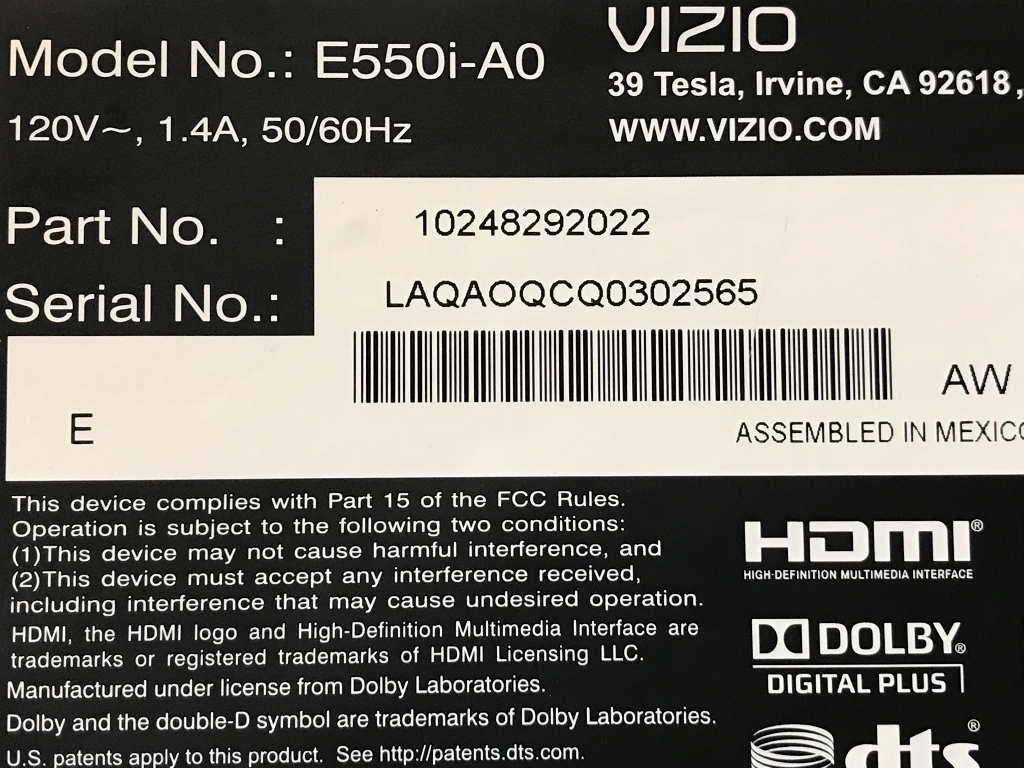 Model No.: E550i-A0
VIZIO
39 Tesla, Irvine, CA 92618,
120V~, 1.4A, 50/60Hz
WWW.VIZIO.COM
Part No. : 10248292022
Serial No.: LAQAOQCQ0302565
AW
E
ASSEMBLED IN MEXICO
This device complies with Part 15 of the FCC Rules.
Operation is subject to the following two conditions:
(1)This device may not cause harmful interference, and
(2)This device must accept any interference received,
including interference that may cause undesired operation.
HDMI, the HDMI logo and High-Definition Multimedia Interface are
trademarks or registered trademarks of HDMI Licensing LLC.
Manufactured under license from Dolby Laboratories.
Dolby and the double-D symbol are trademarks of Dolby Laboratories.
U.S. patents apply to this product. See http://patents.dts.com.
HDMI®
HIGH-DEFINITION MULTIMEDIA INTERFACE
DOLBY®
DIGITAL PLUS
dts®